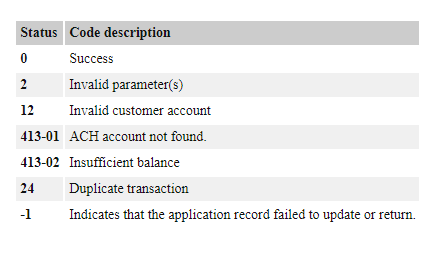 Status Code description
0 Success
2 Invalid parameter(s)
12 Invalid customer account
413-01 ACH account not found.
413-02 Insufficient balance
24 Duplicate transaction
-1 Indicates that the application record failed to update or return.